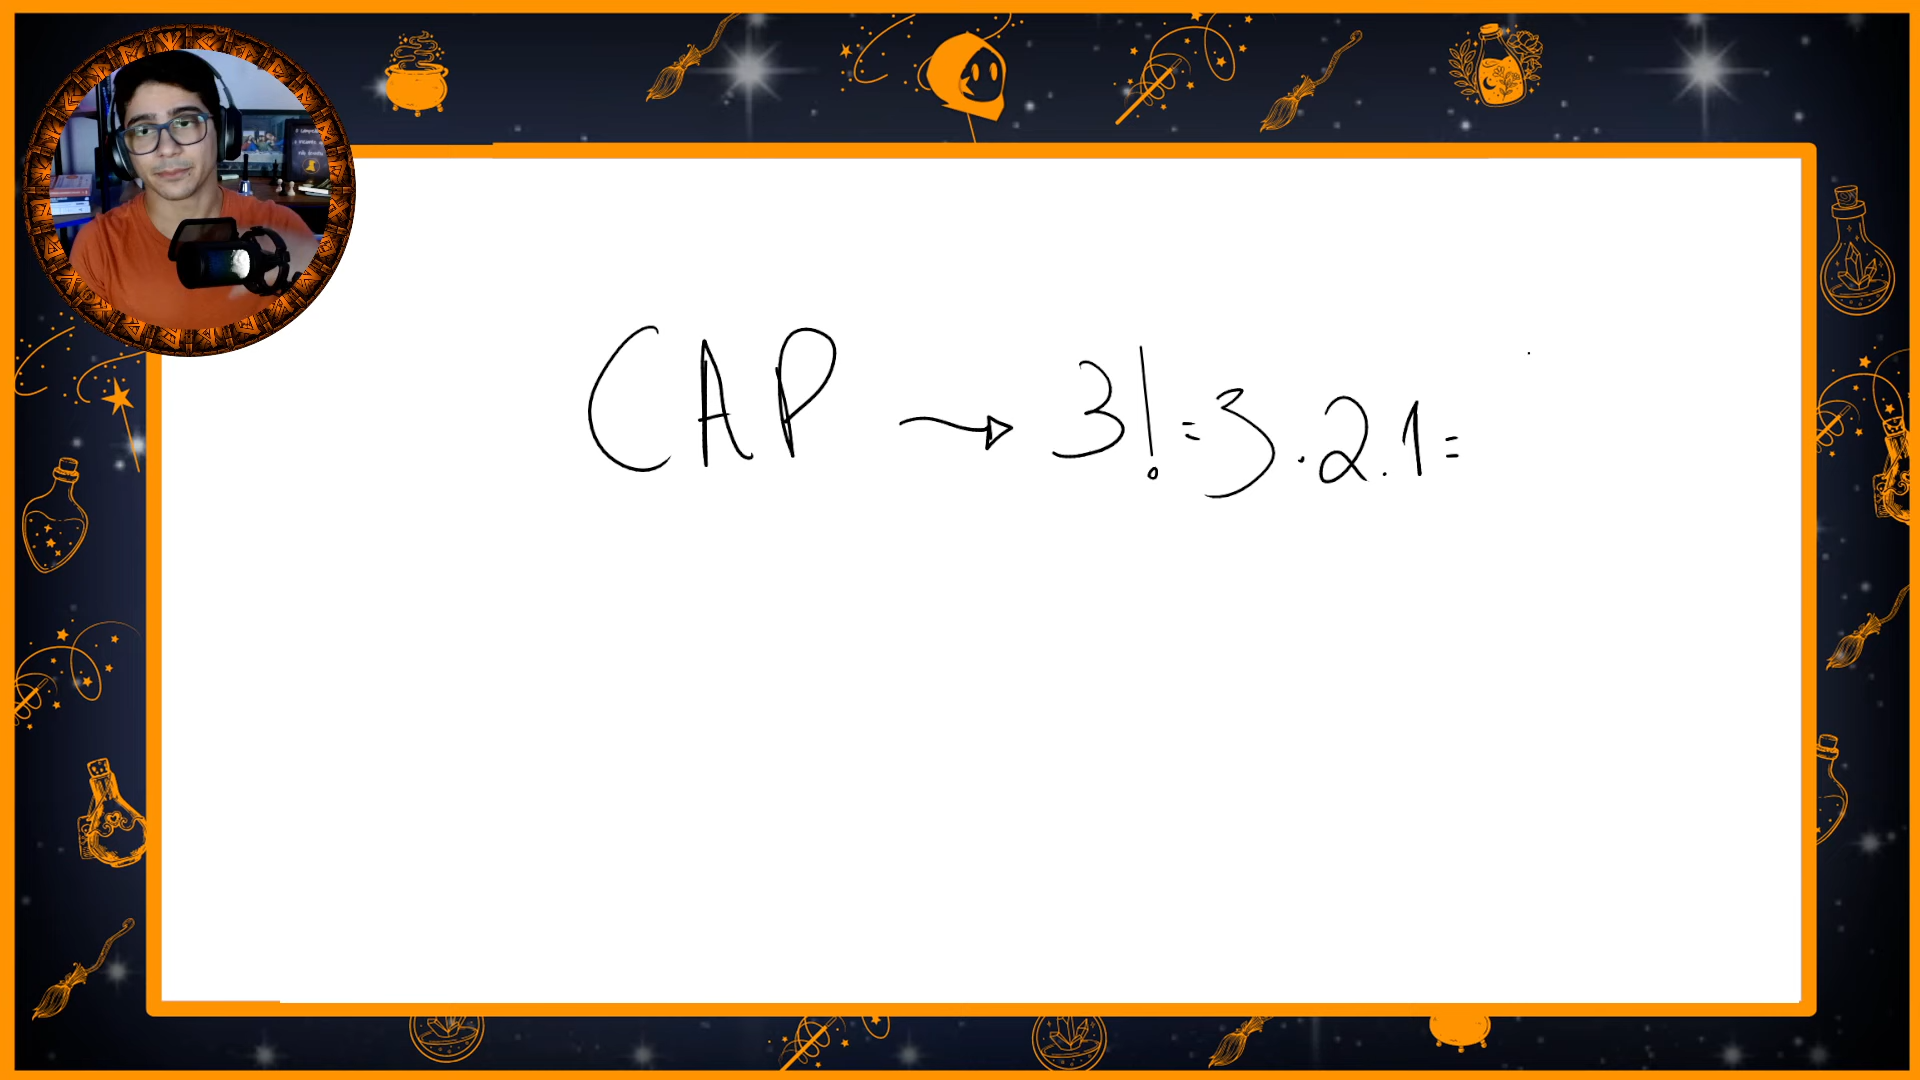 CAP → 3! = 3 . 2 . 1 =